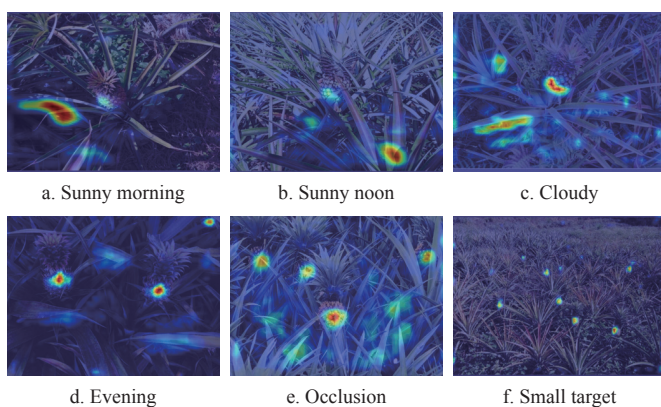 a. Sunny morning
b. Sunny noon
c. Cloudy
d. Evening
e. Occlusion
f. Small target